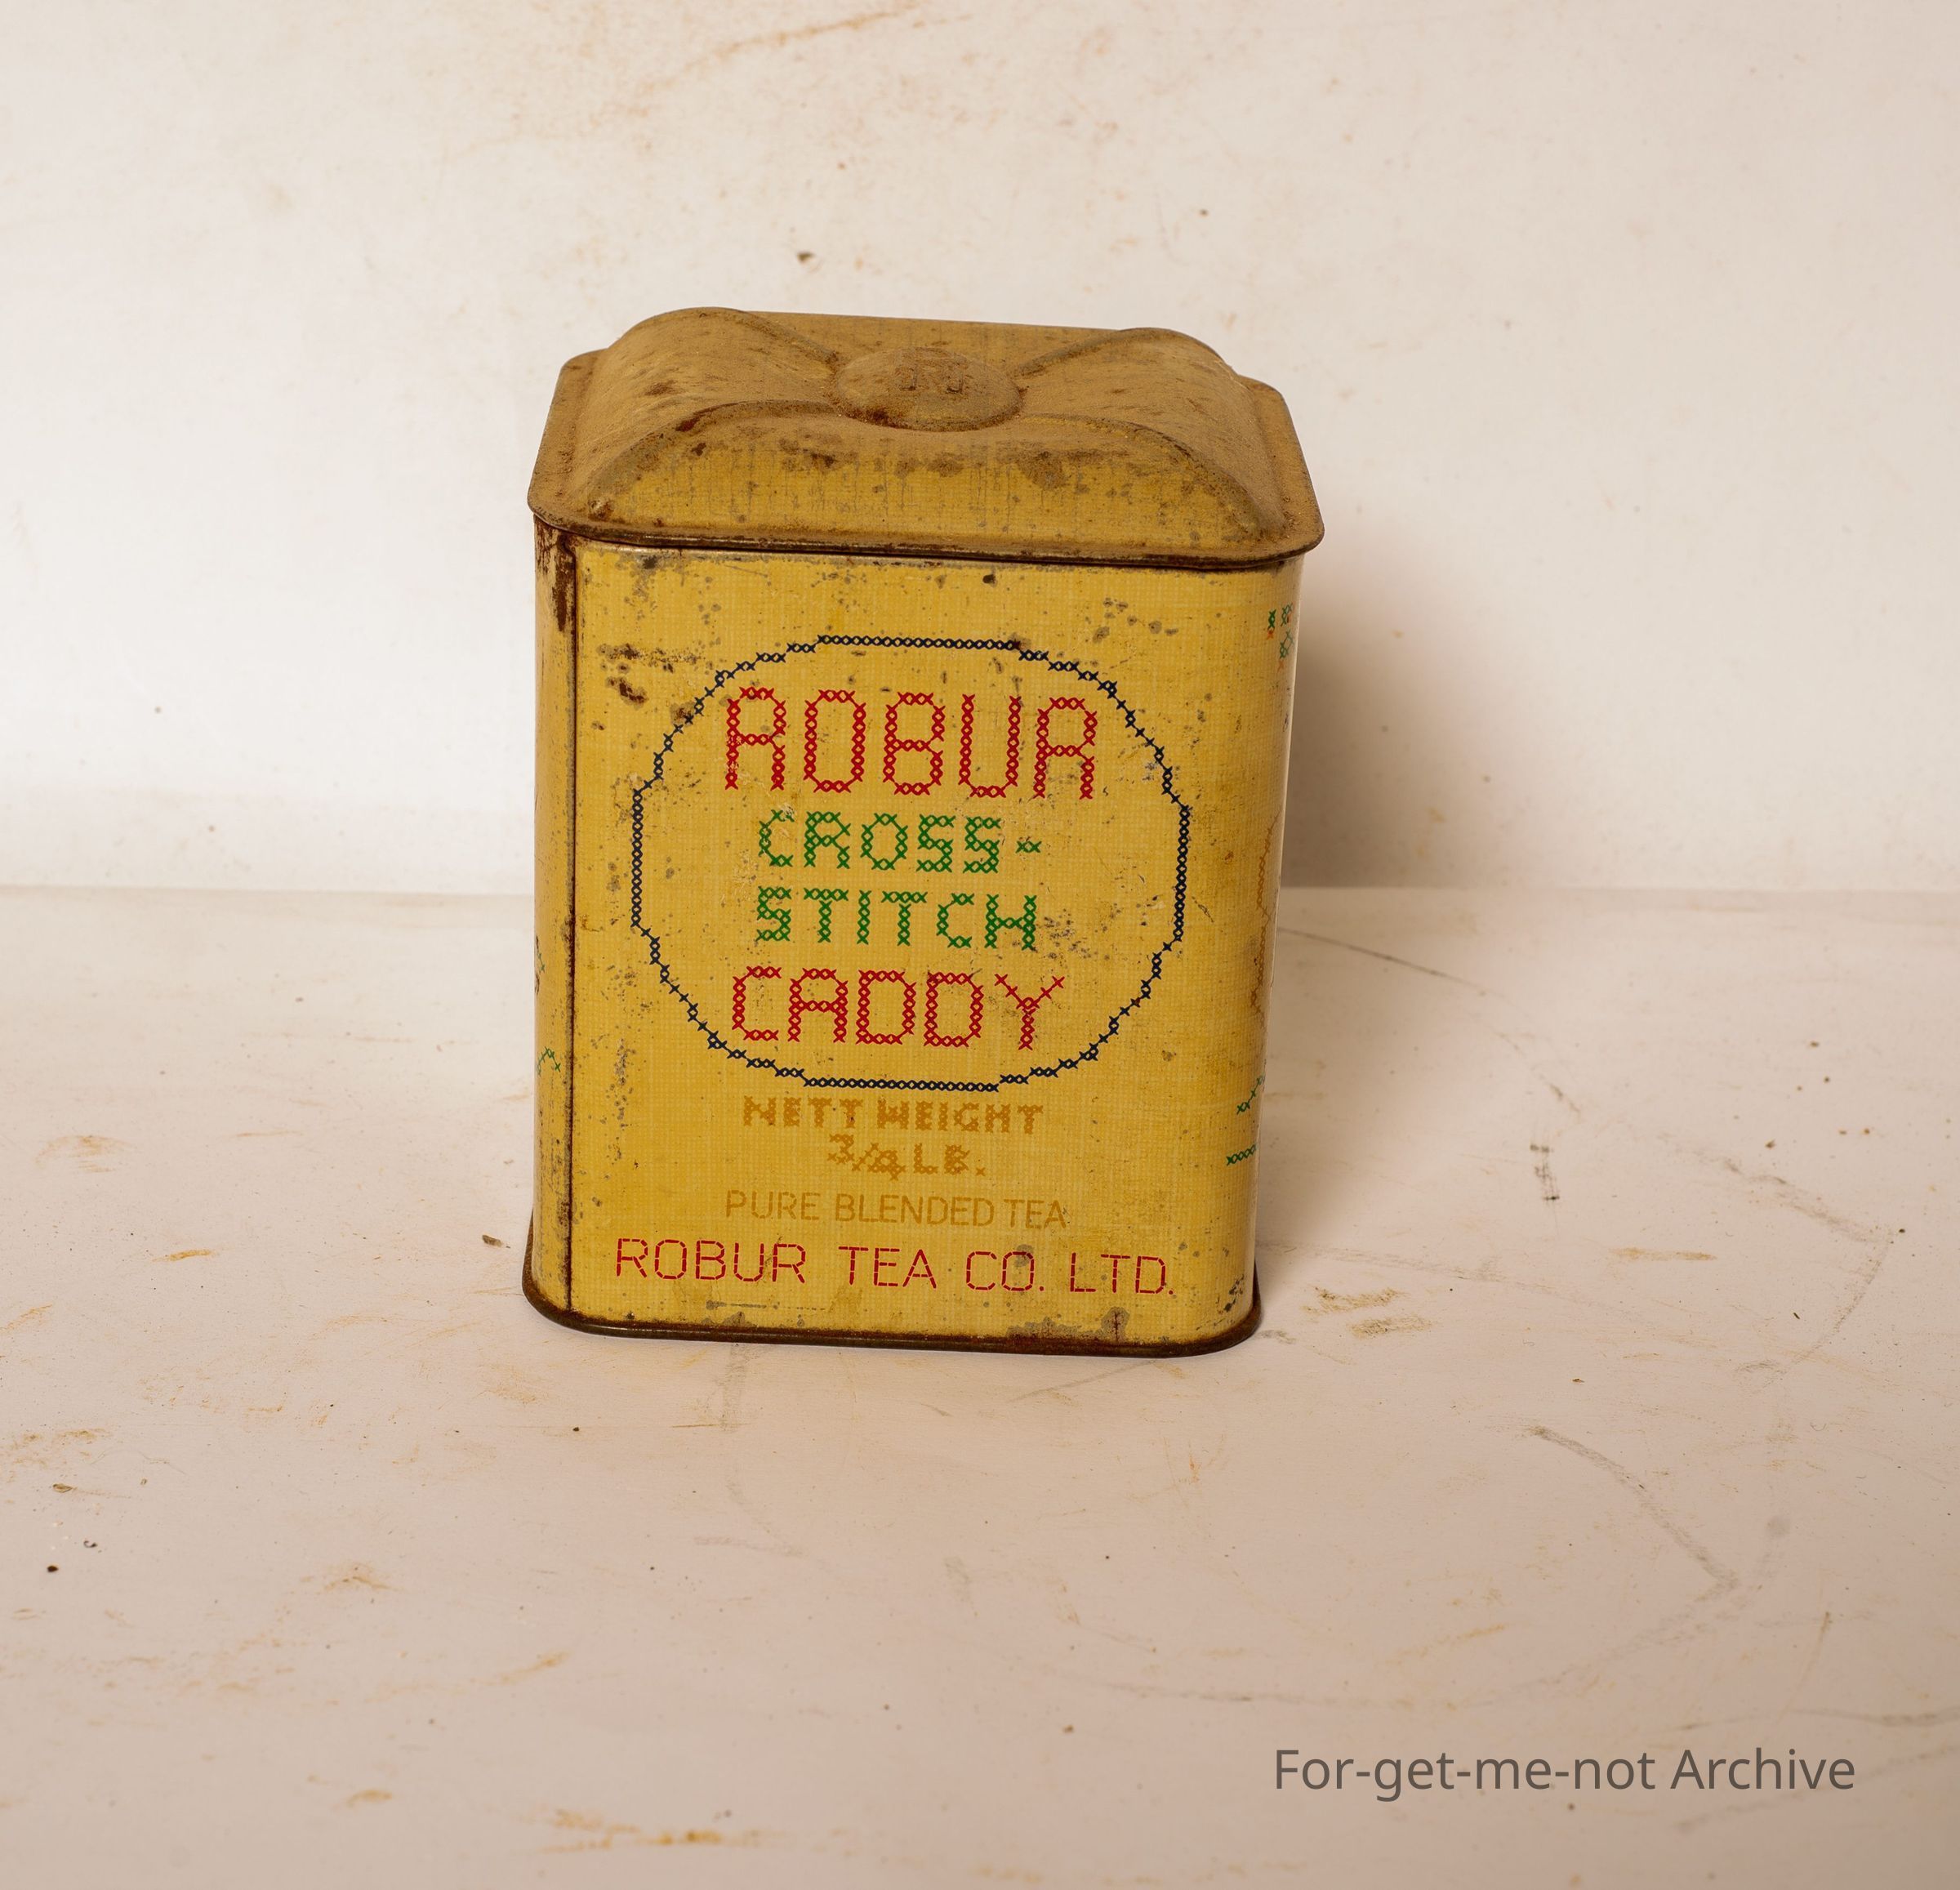 ROBUR
CROSS-
STITCH
CADDY
NETT WEIGHT
3/4 LB.
PURE BLENDED TEA
ROBUR TEA CO. LTD.
For-get-me-not Archive